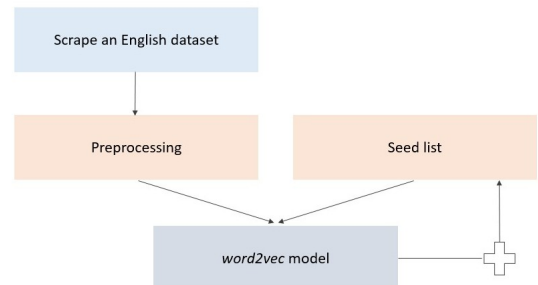 Scrape an English dataset
Preprocessing
Seed list
word2vec model